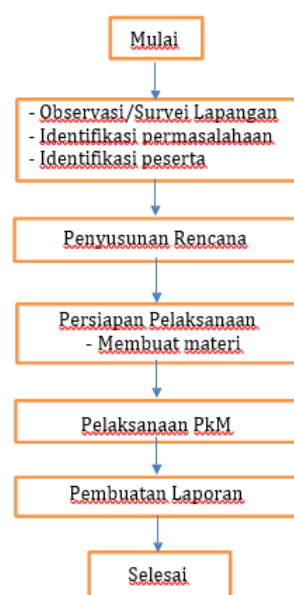 Mulai
- Observasi/Survei Lapangan
- Identifikasi permasalahaan
- Identifikasi peserta
Penyusunan Rencana
Persiapan Pelaksanaan
- Membuat materi
Pelaksanaan PkM
Pembuatan Laporan
Selesai